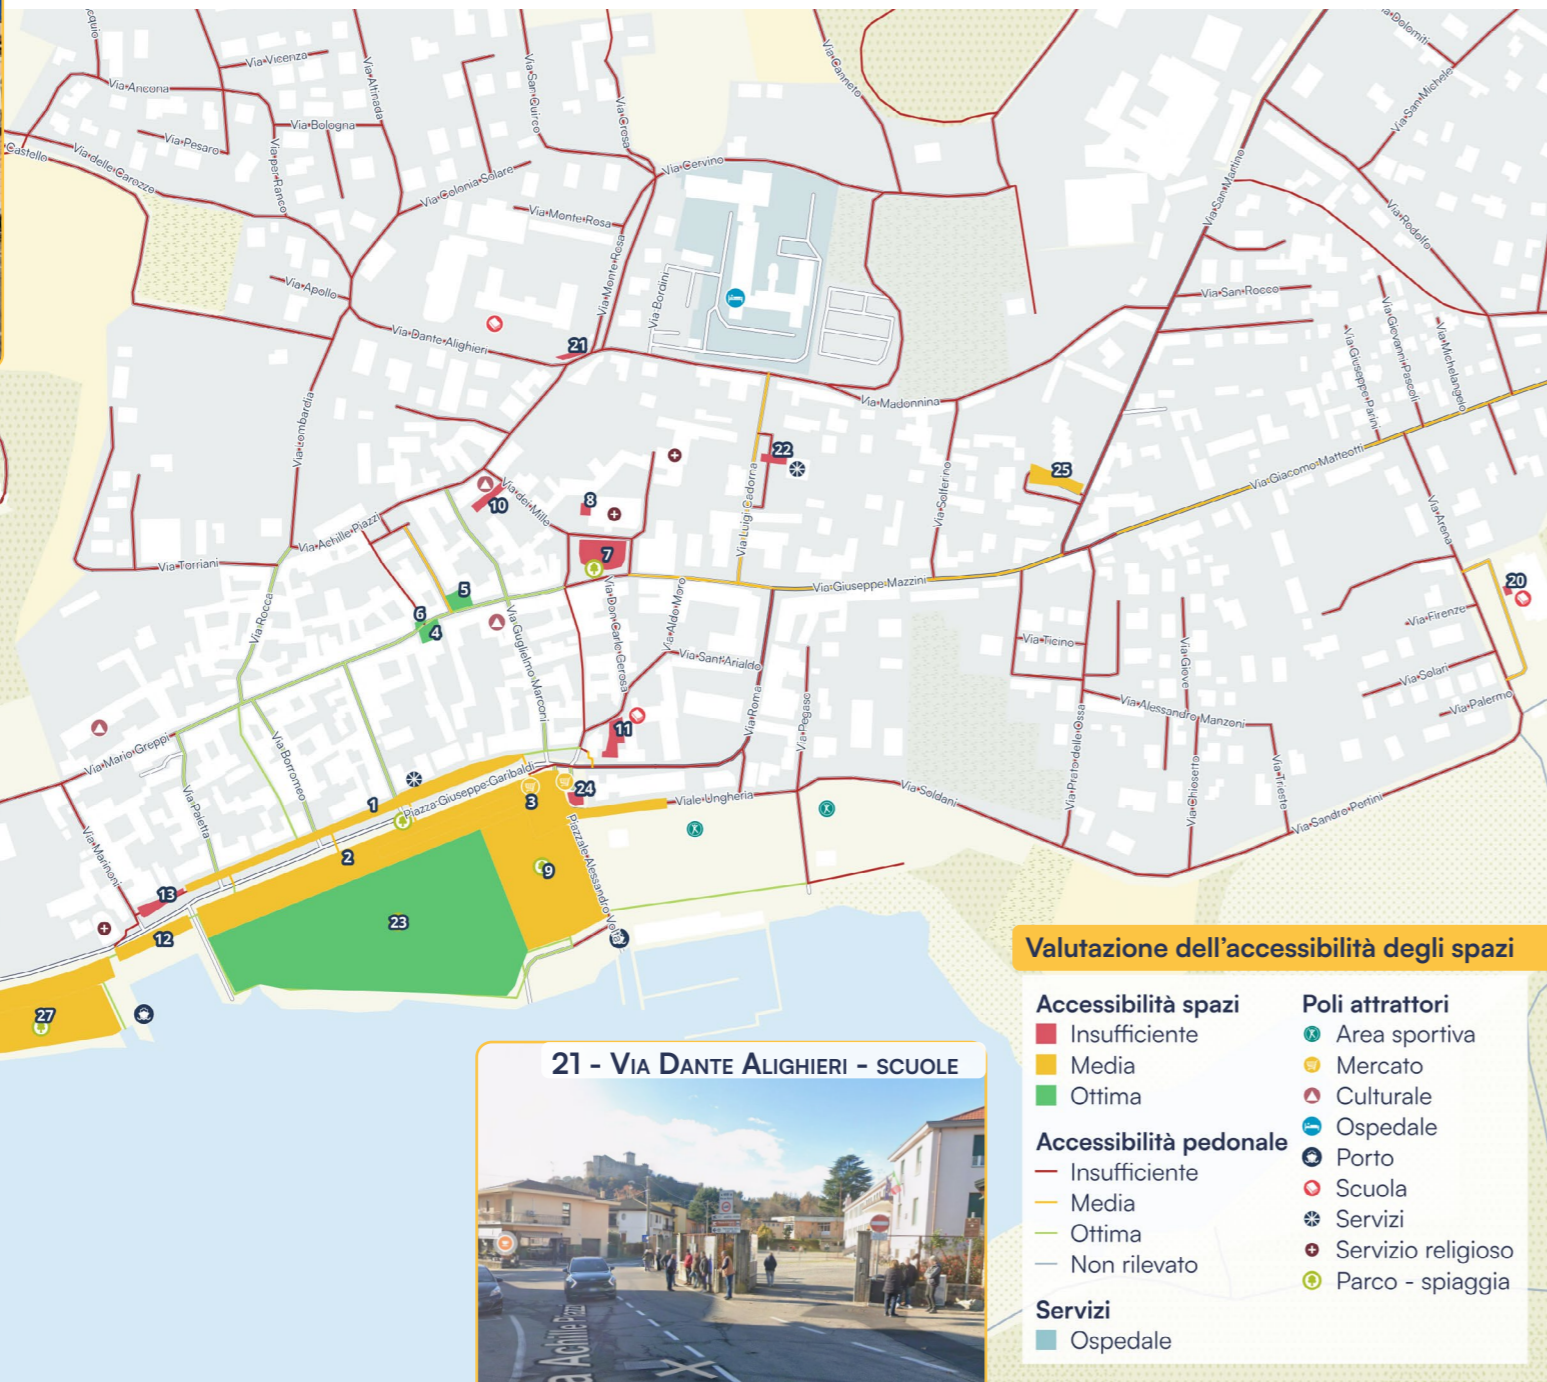 Via Vicenza
Via Ancona
Via Altinada
Via San Quirco
Via Crosa
Via Canneto
Via Dolomiti
Via San Michele
Via Bologna
Via Pesaro
Castello
Via delle Carozze
Via per Ranco
Via Colonia Solare
Via Cervino
Via San Martino
Via Monte Rosa
Via Monte Rosa
Via Rodolfo
Via Apollo
Via Bordini
Via San Rocco
Via Dante Alighieri
21
Via Giuseppe Parini
Via Giovanni Pascoli
Via Michelangelo
Via Lombardia
Via Madonnina
22
25
Via Giacomo Matteotti
Via Luigi Cadorna
Via Solferino
Via Arena
10
Via dei Mille
8
Via Achille Piazzi
7
Via Torriani
5
6
4
Via Rocca
Via Giuseppe Mazzini
20
Via Firenze
Via Guglielmo Marconi
Via Don Carlo Gerosa
Via Aldo Moro
Via Sant'Arialdo
Via Ticino
Via Giove
Via Solari
Via Palermo
Via Alessandro Manzoni
Via Roma
Via Pegaso
Via Prato delle Ossa
11
Via Mario Greppi
Via Borromeo
Via Paletta
Via Marinoni
1
Piazza Giuseppe Garibaldi
3
24
Viale Ungheria
Via Soldani
Via Chiosetto
Via Trieste
Via Sandro Pertini
2
Piazzale Alessandro Volta
9
13
12
23
27
Valutazione dell'accessibilità degli spazi
Accessibilità spazi
Insufficiente
Media
Ottima
Accessibilità pedonale
Insufficiente
Media
Ottima
Non rilevato
Servizi
Ospedale
Poli attrattori
Area sportiva
Mercato
Culturale
Ospedale
Porto
Scuola
Servizi
Servizio religioso
Parco - spiaggia
21 - Via Dante Alighieri - scuole
a Achille Piazzi